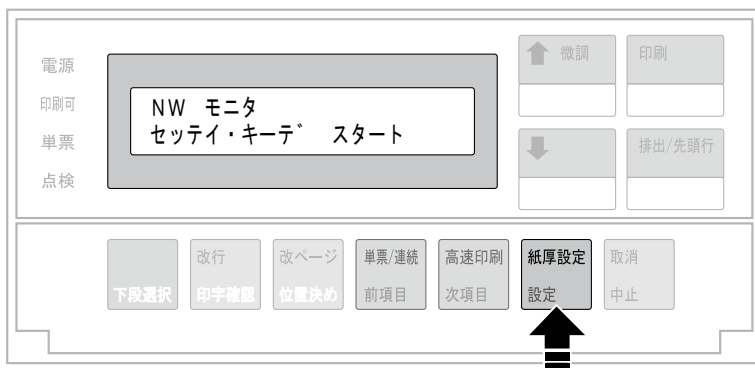 電源
印刷可
単票
点検
NW モニタ
セッテイ・キーデ゛ スタート
微調
印刷
排出/先頭行
改行
改ページ
単票/連続
高速印刷
紙厚設定
取消
下段選択
印字確認
位置決め
前項目
次項目
設定
中止